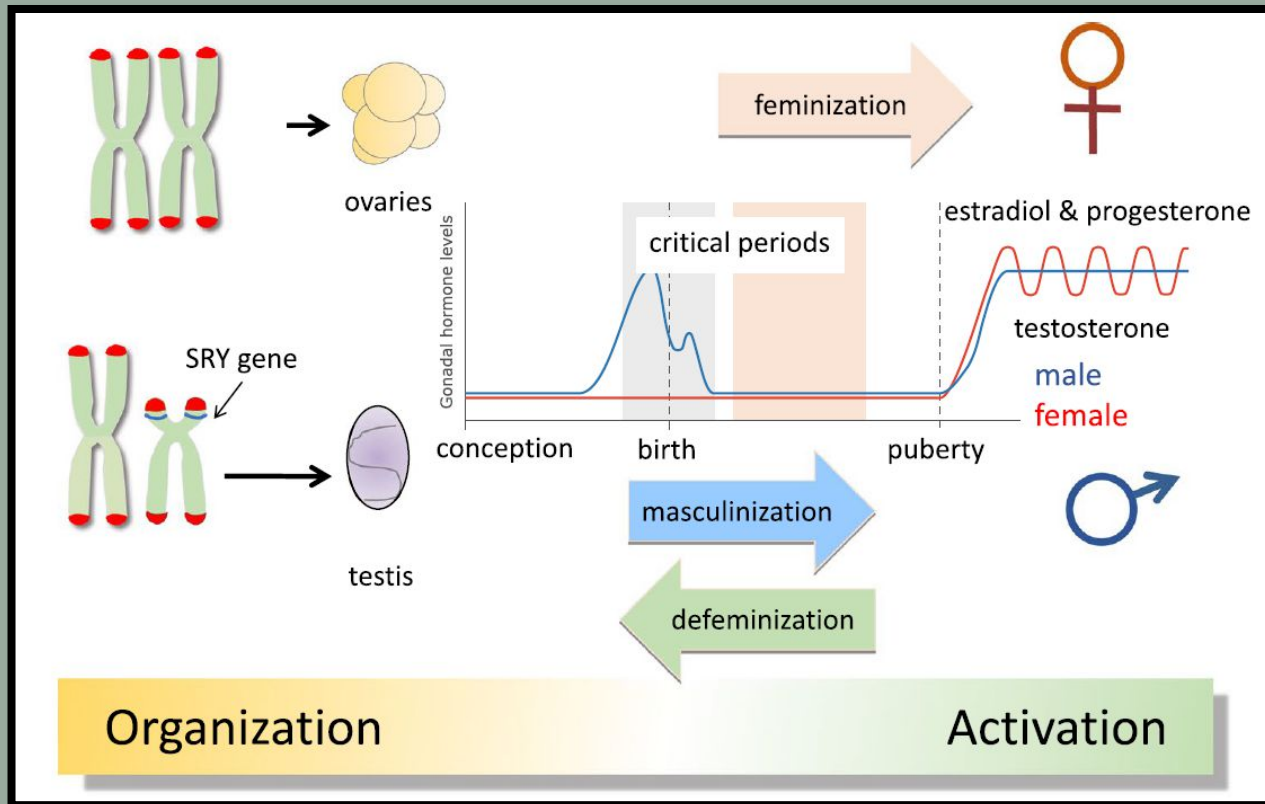 feminization
ovaries
estradiol & progesterone
Gonadal hormone levels
critical periods
SRY gene
testosterone
male
female
conception
birth
puberty
masculinization
testis
defeminization
Organization
Activation